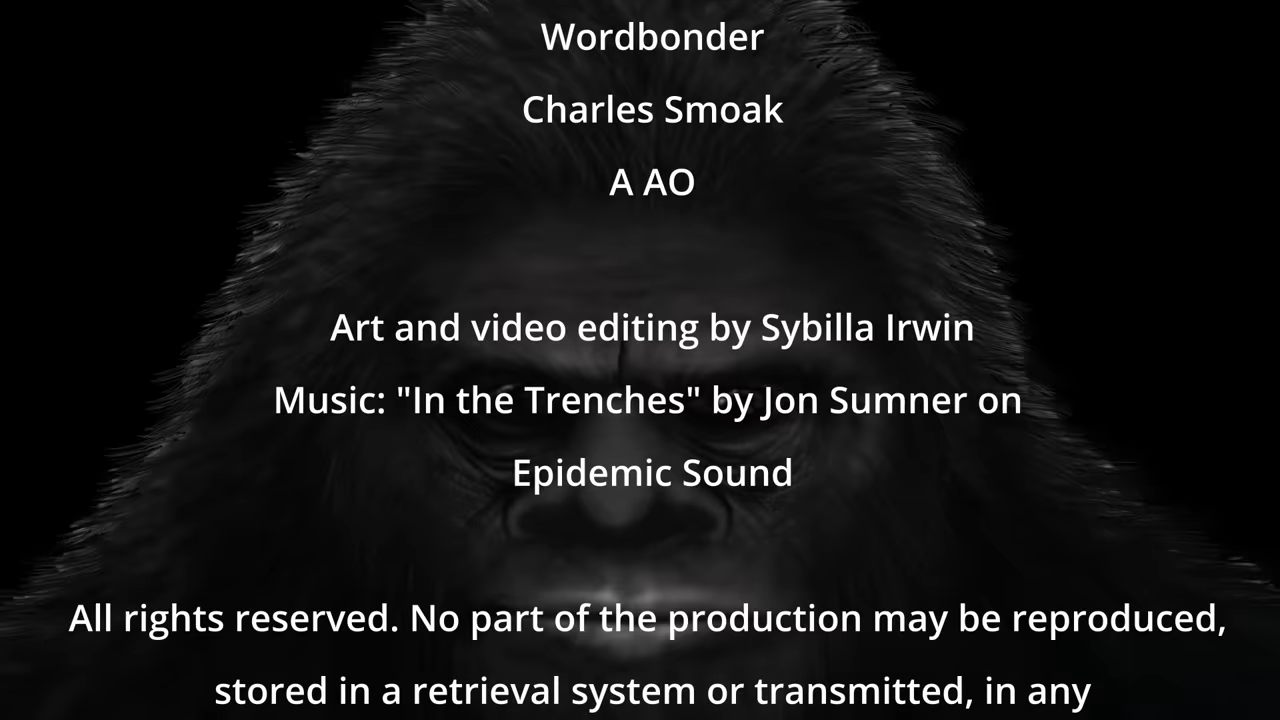 Wordbonder
Charles Smoak
A AO
Art and video editing by Sybilla Irwin
Music: "In the Trenches" by Jon Sumner on
Epidemic Sound
All rights reserved. No part of the production may be reproduced,
stored in a retrieval system or transmitted, in any